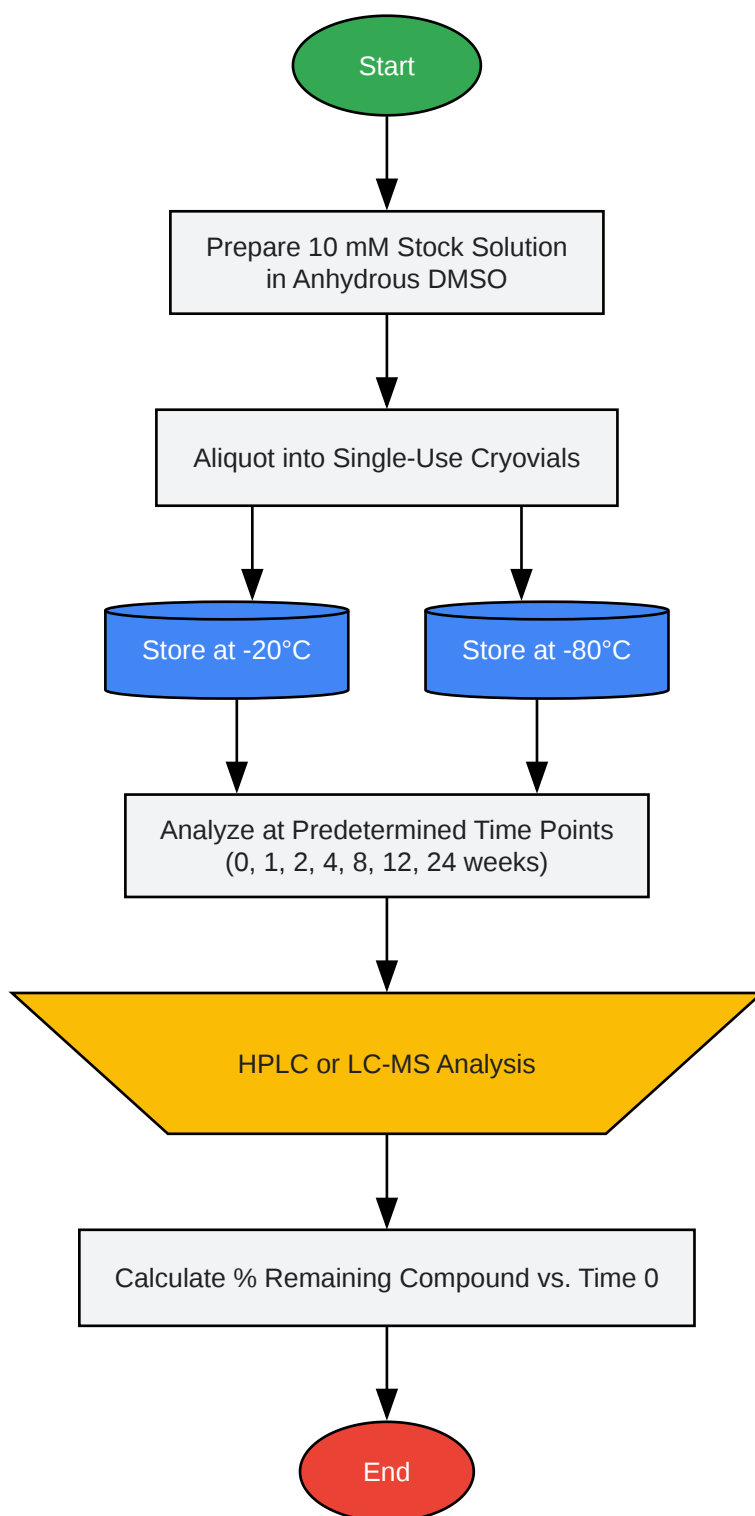 Start
Prepare 10 mM Stock Solution
in Anhydrous DMSO
Aliquot into Single-Use Cryovials
Store at -20°C
Store at -80°C
Analyze at Predetermined Time Points
(0, 1, 2, 4, 8, 12, 24 weeks)
HPLC or LC-MS Analysis
Calculate % Remaining Compound vs. Time 0
End